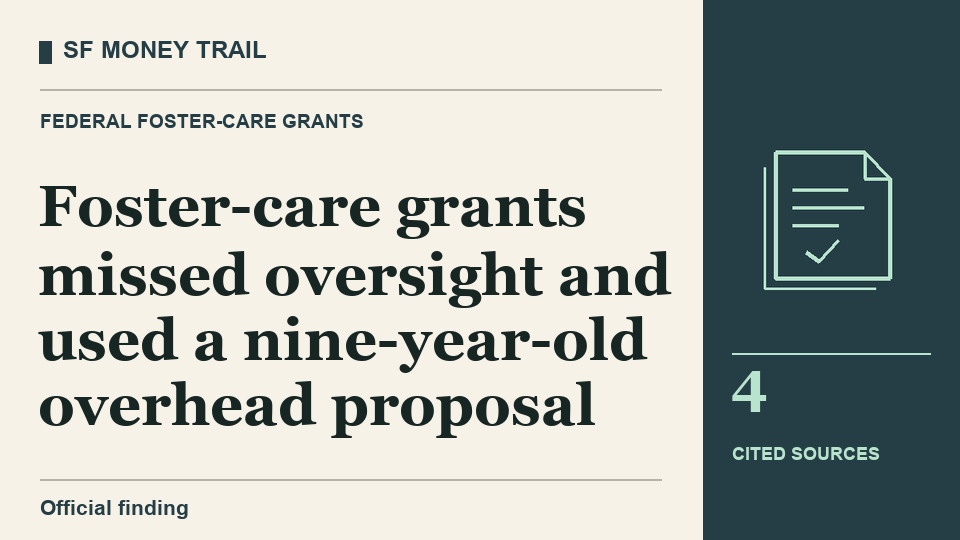 SF MONEY TRAIL
FEDERAL FOSTER-CARE GRANTS
Foster-care grants
missed oversight and
used a nine-year-old
overhead proposal
Official finding
4
CITED SOURCES